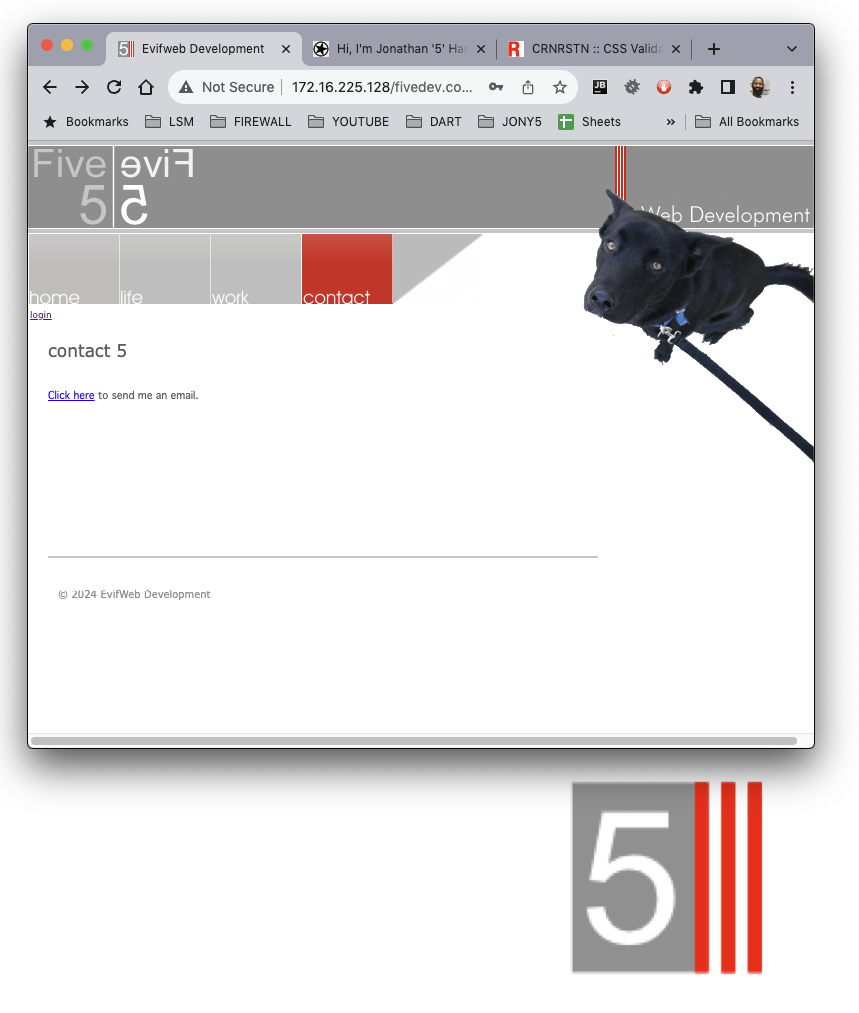 Evifweb Development
Hi, I'm Jonathan '5' Har
CRNRSTN :: CSS Valida
Not Secure
172.16.225.128/fivedev.co...
JB
Bookmarks
LSM
FIREWALL
YOUTUBE
DART
JONY5
Sheets
»
All Bookmarks
Five Five
5 5
Web Development
home
life
work
contact
login
contact 5
Click here to send me an email.
© 2024 EvifWeb Development
5